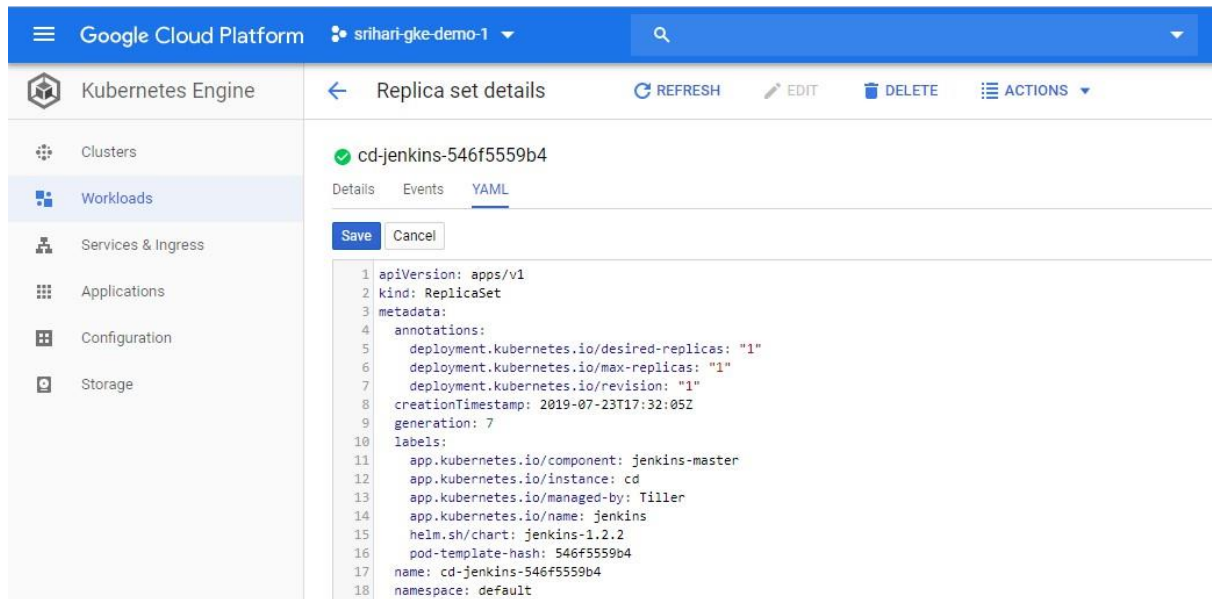 Google Cloud Platform srihari-gke-demo-1
Kubernetes Engine
Replica set details REFRESH EDIT DELETE ACTIONS
Clusters
Workloads
Services & Ingress
Applications
Configuration
Storage
cd-jenkins-546f5559b4
Details Events YAML
Save Cancel
1 apiVersion: apps/v1
2 kind: ReplicaSet
3 metadata:
4 annotations:
5 deployment.kubernetes.io/desired-replicas: "1"
6 deployment.kubernetes.io/max-replicas: "1"
7 deployment.kubernetes.io/revision: "1"
8 creationTimestamp: 2019-07-23T17:32:05Z
9 generation: 7
10 labels:
11 app.kubernetes.io/component: jenkins-master
12 app.kubernetes.io/instance: cd
13 app.kubernetes.io/managed-by: Tiller
14 app.kubernetes.io/name: jenkins
15 helm.sh/chart: jenkins-1.2.2
16 pod-template-hash: 546f5559b4
17 name: cd-jenkins-546f5559b4
18 namespace: default